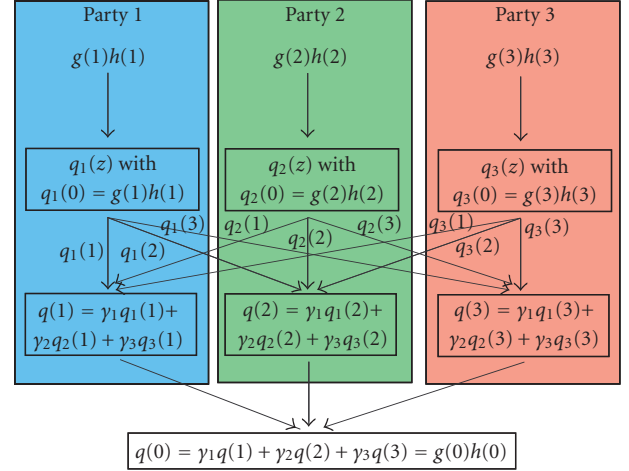 Party 1 Party 2 Party 3
g(1)h(1) g(2)h(2) g(3)h(3)
q₁(z) with q₂(z) with q₃(z) with
q₁(0) = g(1)h(1) q₂(0) = g(2)h(2) q₃(0) = g(3)h(3)
q₁(3) q₂(1) q₂(3) q₃(1) q₃(3)
q₁(1) q₁(2) q₂(2) q₃(2)
q(1) = γ₁q₁(1)+ q(2) = γ₁q₁(2)+ q(3) = γ₁q₁(3)+
γ₂q₂(1) + γ₃q₃(1) γ₂q₂(2) + γ₃q₃(2) γ₂q₂(3) + γ₃q₃(3)
q(0) = γ₁q(1) + γ₂q(2) + γ₃q(3) = g(0)h(0)